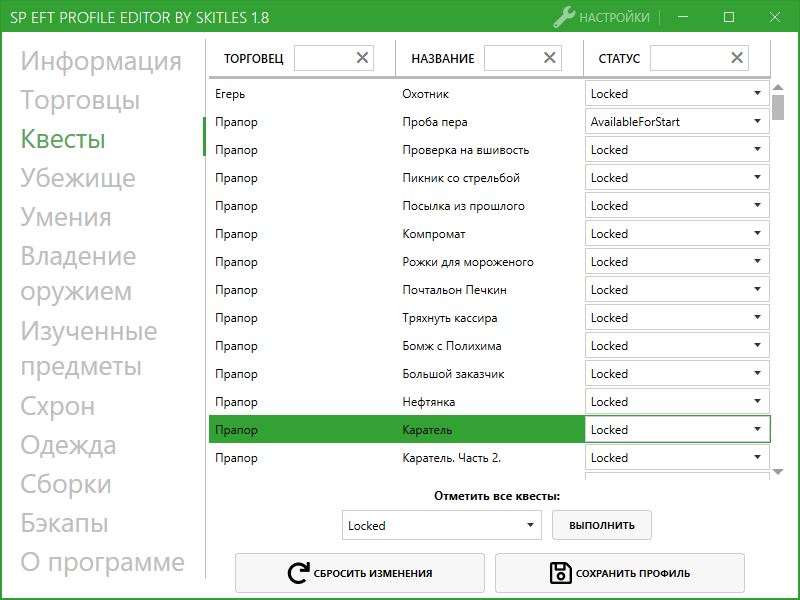 SP EFT PROFILE EDITOR BY SKITLES 1.8
НАСТРОЙКИ
Информация
Торговцы
Квесты
Убежище
Умения
Владение
оружием
Изученные
предметы
Схрон
Одежда
Сборки
Бэкапы
О программе
ТОРГОВЕЦ НАЗВАНИЕ СТАТУС
Егерь Охотник Locked
Прапор Проба пера AvailableForStart
Прапор Проверка на вшивость Locked
Прапор Пикник со стрельбой Locked
Прапор Посылка из прошлого Locked
Прапор Компромат Locked
Прапор Рожки для мороженого Locked
Прапор Почтальон Печкин Locked
Прапор Тряхнуть кассира Locked
Прапор Бомж с Полихима Locked
Прапор Большой заказчик Locked
Прапор Нефтянка Locked
Прапор Каратель Locked
Прапор Каратель. Часть 2. Locked
Отметить все квесты:
Locked ВЫПОЛНИТЬ
СБРОСИТЬ ИЗМЕНЕНИЯ СОХРАНИТЬ ПРОФИЛЬ